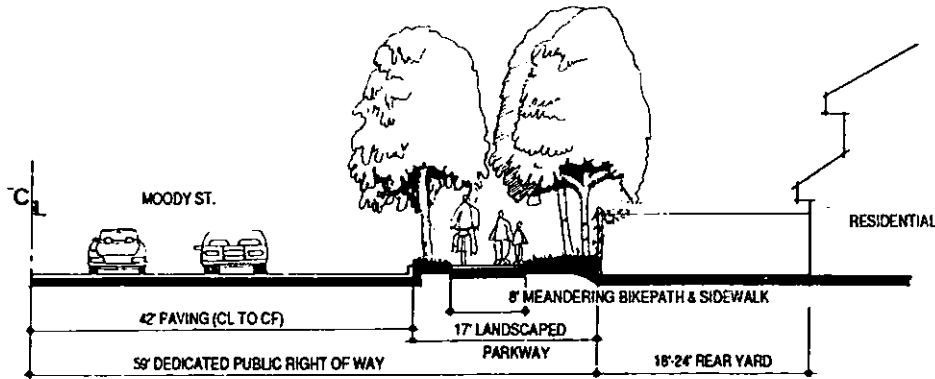 CL
MOODY ST.
RESIDENTIAL
8' MEANDERING BIKEPATH & SIDEWALK
42' PAVING (CL TO CF)
17' LANDSCAPED
PARKWAY
59' DEDICATED PUBLIC RIGHT OF WAY
18'-24' REAR YARD